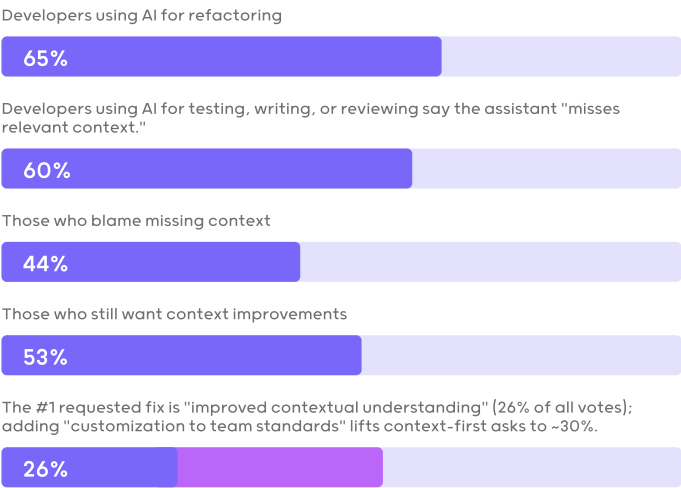 Developers using AI for refactoring
65%
Developers using AI for testing, writing, or reviewing say the assistant "misses
relevant context."
60%
Those who blame missing context
44%
Those who still want context improvements
53%
The #1 requested fix is "improved contextual understanding" (26% of all votes);
adding "customization to team standards" lifts context-first asks to ~30%.
26%